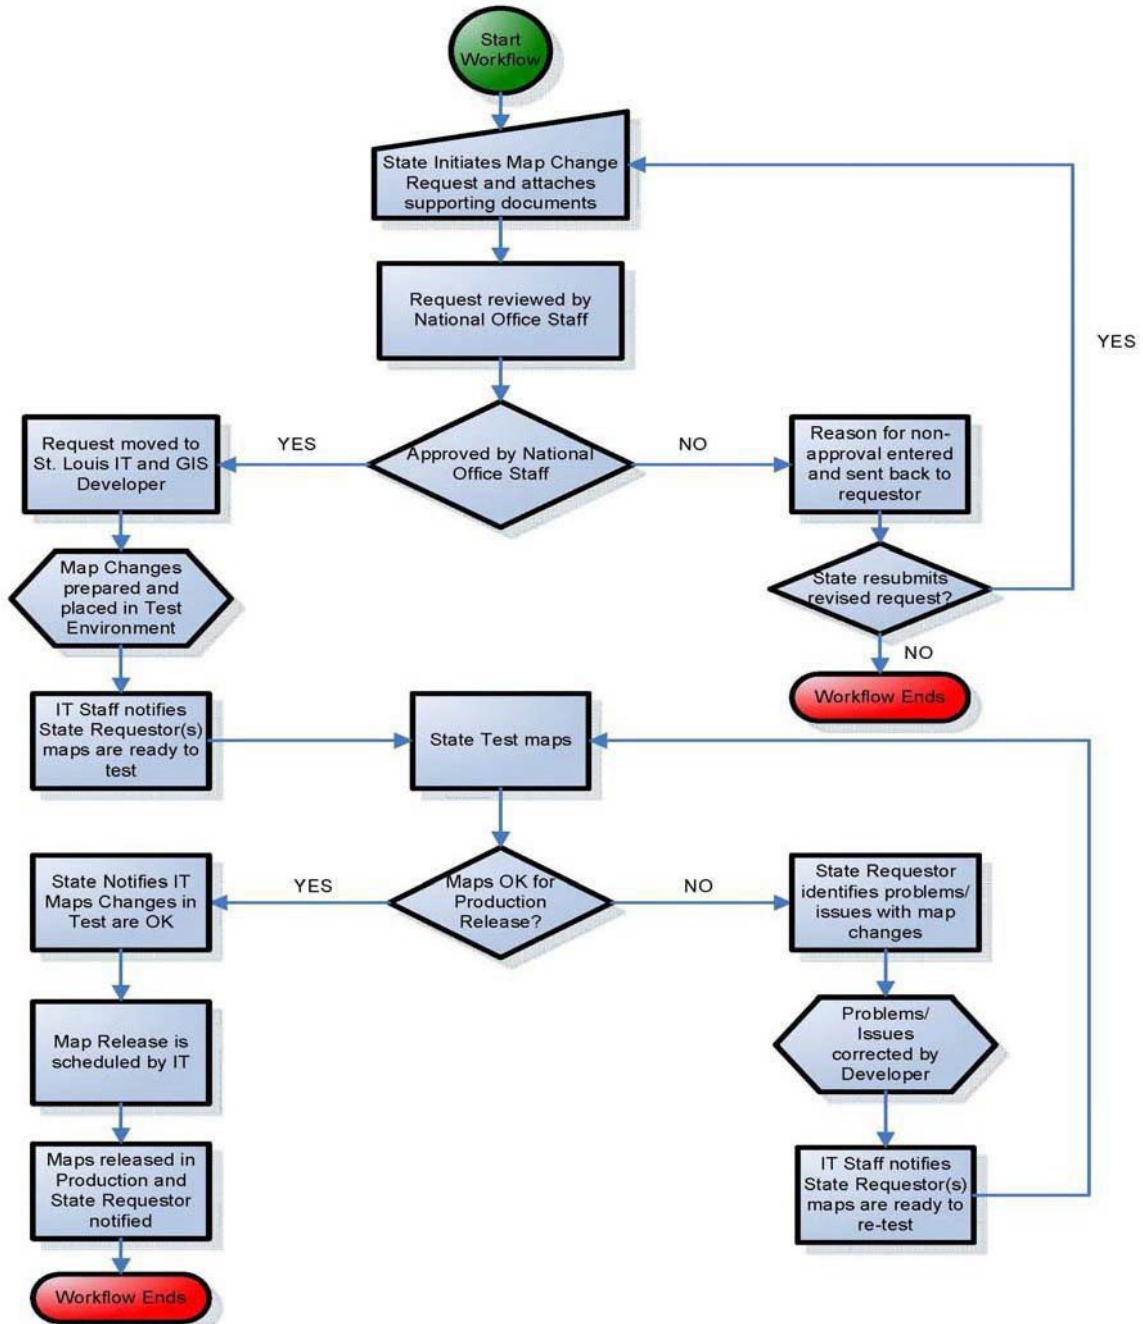 Start
Workflow
State Initiates Map Change
Request and attaches
supporting documents
Request reviewed by
National Office Staff
YES
Request moved to
St. Louis IT and GIS
Developer
YES
Approved by National
Office Staff
NO
Reason for non-
approval entered
and sent back to
requestor
Map Changes
prepared and
placed in Test
Environment
State resubmits
revised request?
NO
Workflow Ends
IT Staff notifies
State Requestor(s)
maps are ready to
test
State Test maps
State Notifies IT
Maps Changes in
Test are OK
YES
Maps OK for
Production
Release?
NO
State Requestor
identifies problems/
issues with map
changes
Map Release is
scheduled by IT
Problems/
Issues
corrected by
Developer
Maps released in
Production and
State Requestor
notified
IT Staff notifies
State Requestor(s)
maps are ready to
re-test
Workflow Ends